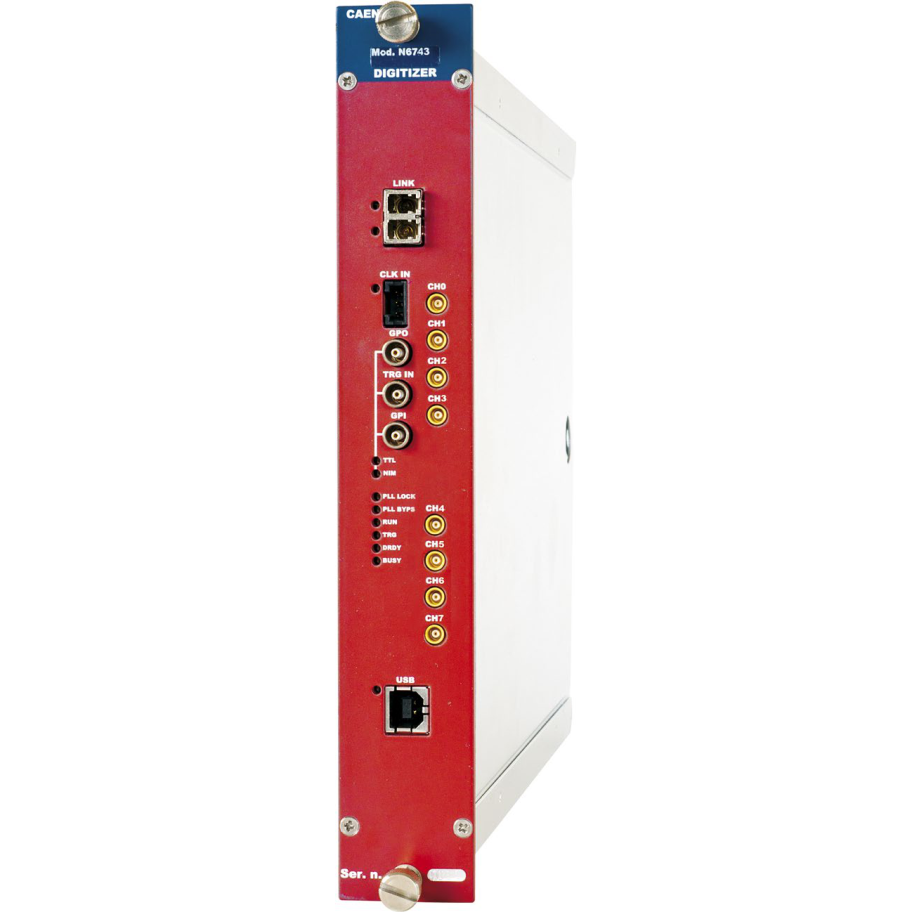 CAEN
Mod. N6743
DIGITIZER
LINK
CLK IN
CH0
CH1
GPO
CH2
TRG IN
CH3
GPI
TTL
NIM
PLL LOCK
PLL BYPS
CH4
RUN
TRG
CH5
DRDY
BUSY
CH6
CH7
USB
Ser. n.